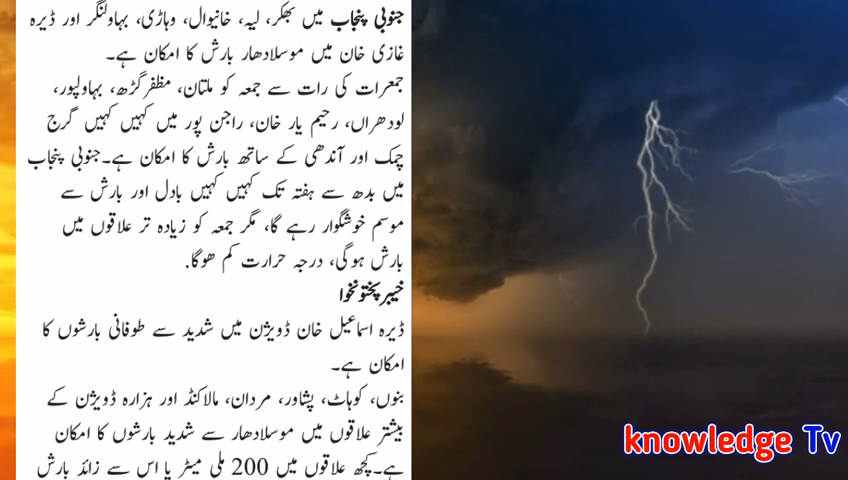 جنوبی پنجاب میں بھکر، لیہ، خانیوال، وہاڑی، بہاولنگر اور ڈیرہ
غازی خان میں موسلادھار بارش کا امکان ہے۔
جمعرات کی رات سے جمعہ کو ملتان، مظفرگڑھ، بہاولپور،
لودھراں، رحیم یار خان، راجن پور میں کہیں کہیں گرج
چمک اور آندھی کے ساتھ بارش کا امکان ہے۔جنوبی پنجاب
میں بدھ سے ہفتہ تک کہیں کہیں بادل اور بارش سے
موسم خوشگوار رہے گا، مگر جمعہ کو زیادہ تر علاقوں میں
بارش ہوگی، درجہ حرارت کم ھوگا.
خیبرپختونخوا
ڈیرہ اسماعیل خان ڈویژن میں شدید سے طوفانی بارشوں کا
امکان ہے۔
بنوں، کوہاٹ، پشاور، مردان، مالاکنڈ اور ہزارہ ڈویژن کے
بیشتر علاقوں میں موسلادھار سے شدید بارشوں کا امکان
ہے۔کچھ علاقوں میں 200 ملی میٹر یا اس سے زائد بارش
knowledge Tv